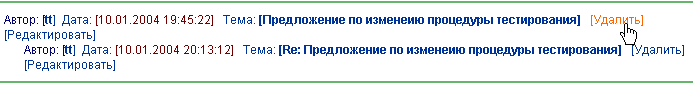 Автор: [tt] Дата: [10.01.2004 19:45:22] Тема: [Предложение по изменеию процедуры тестирования] [Удалить]
[Редактировать]
Автор: [tt] Дата: [10.01.2004 20:13:12] Тема: [Re: Предложение по изменеию процедуры тестирования] [Удалить]
[Редактировать]